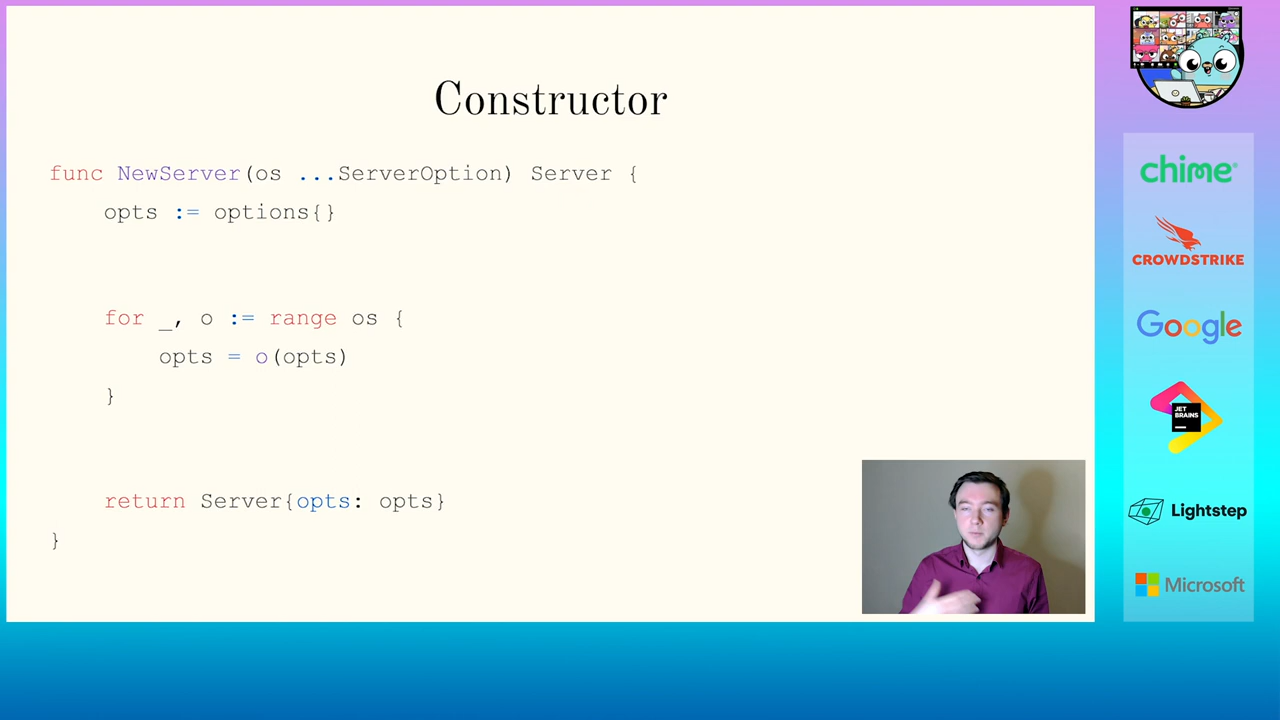 Constructor
func NewServer(os ...ServerOption) Server {
opts := options{}
for _, o := range os {
opts = o(opts)
}
return Server{opts: opts}
}
chime
CROWDSTRIKE
Google
JET
BRAINS
Lightstep
Microsoft